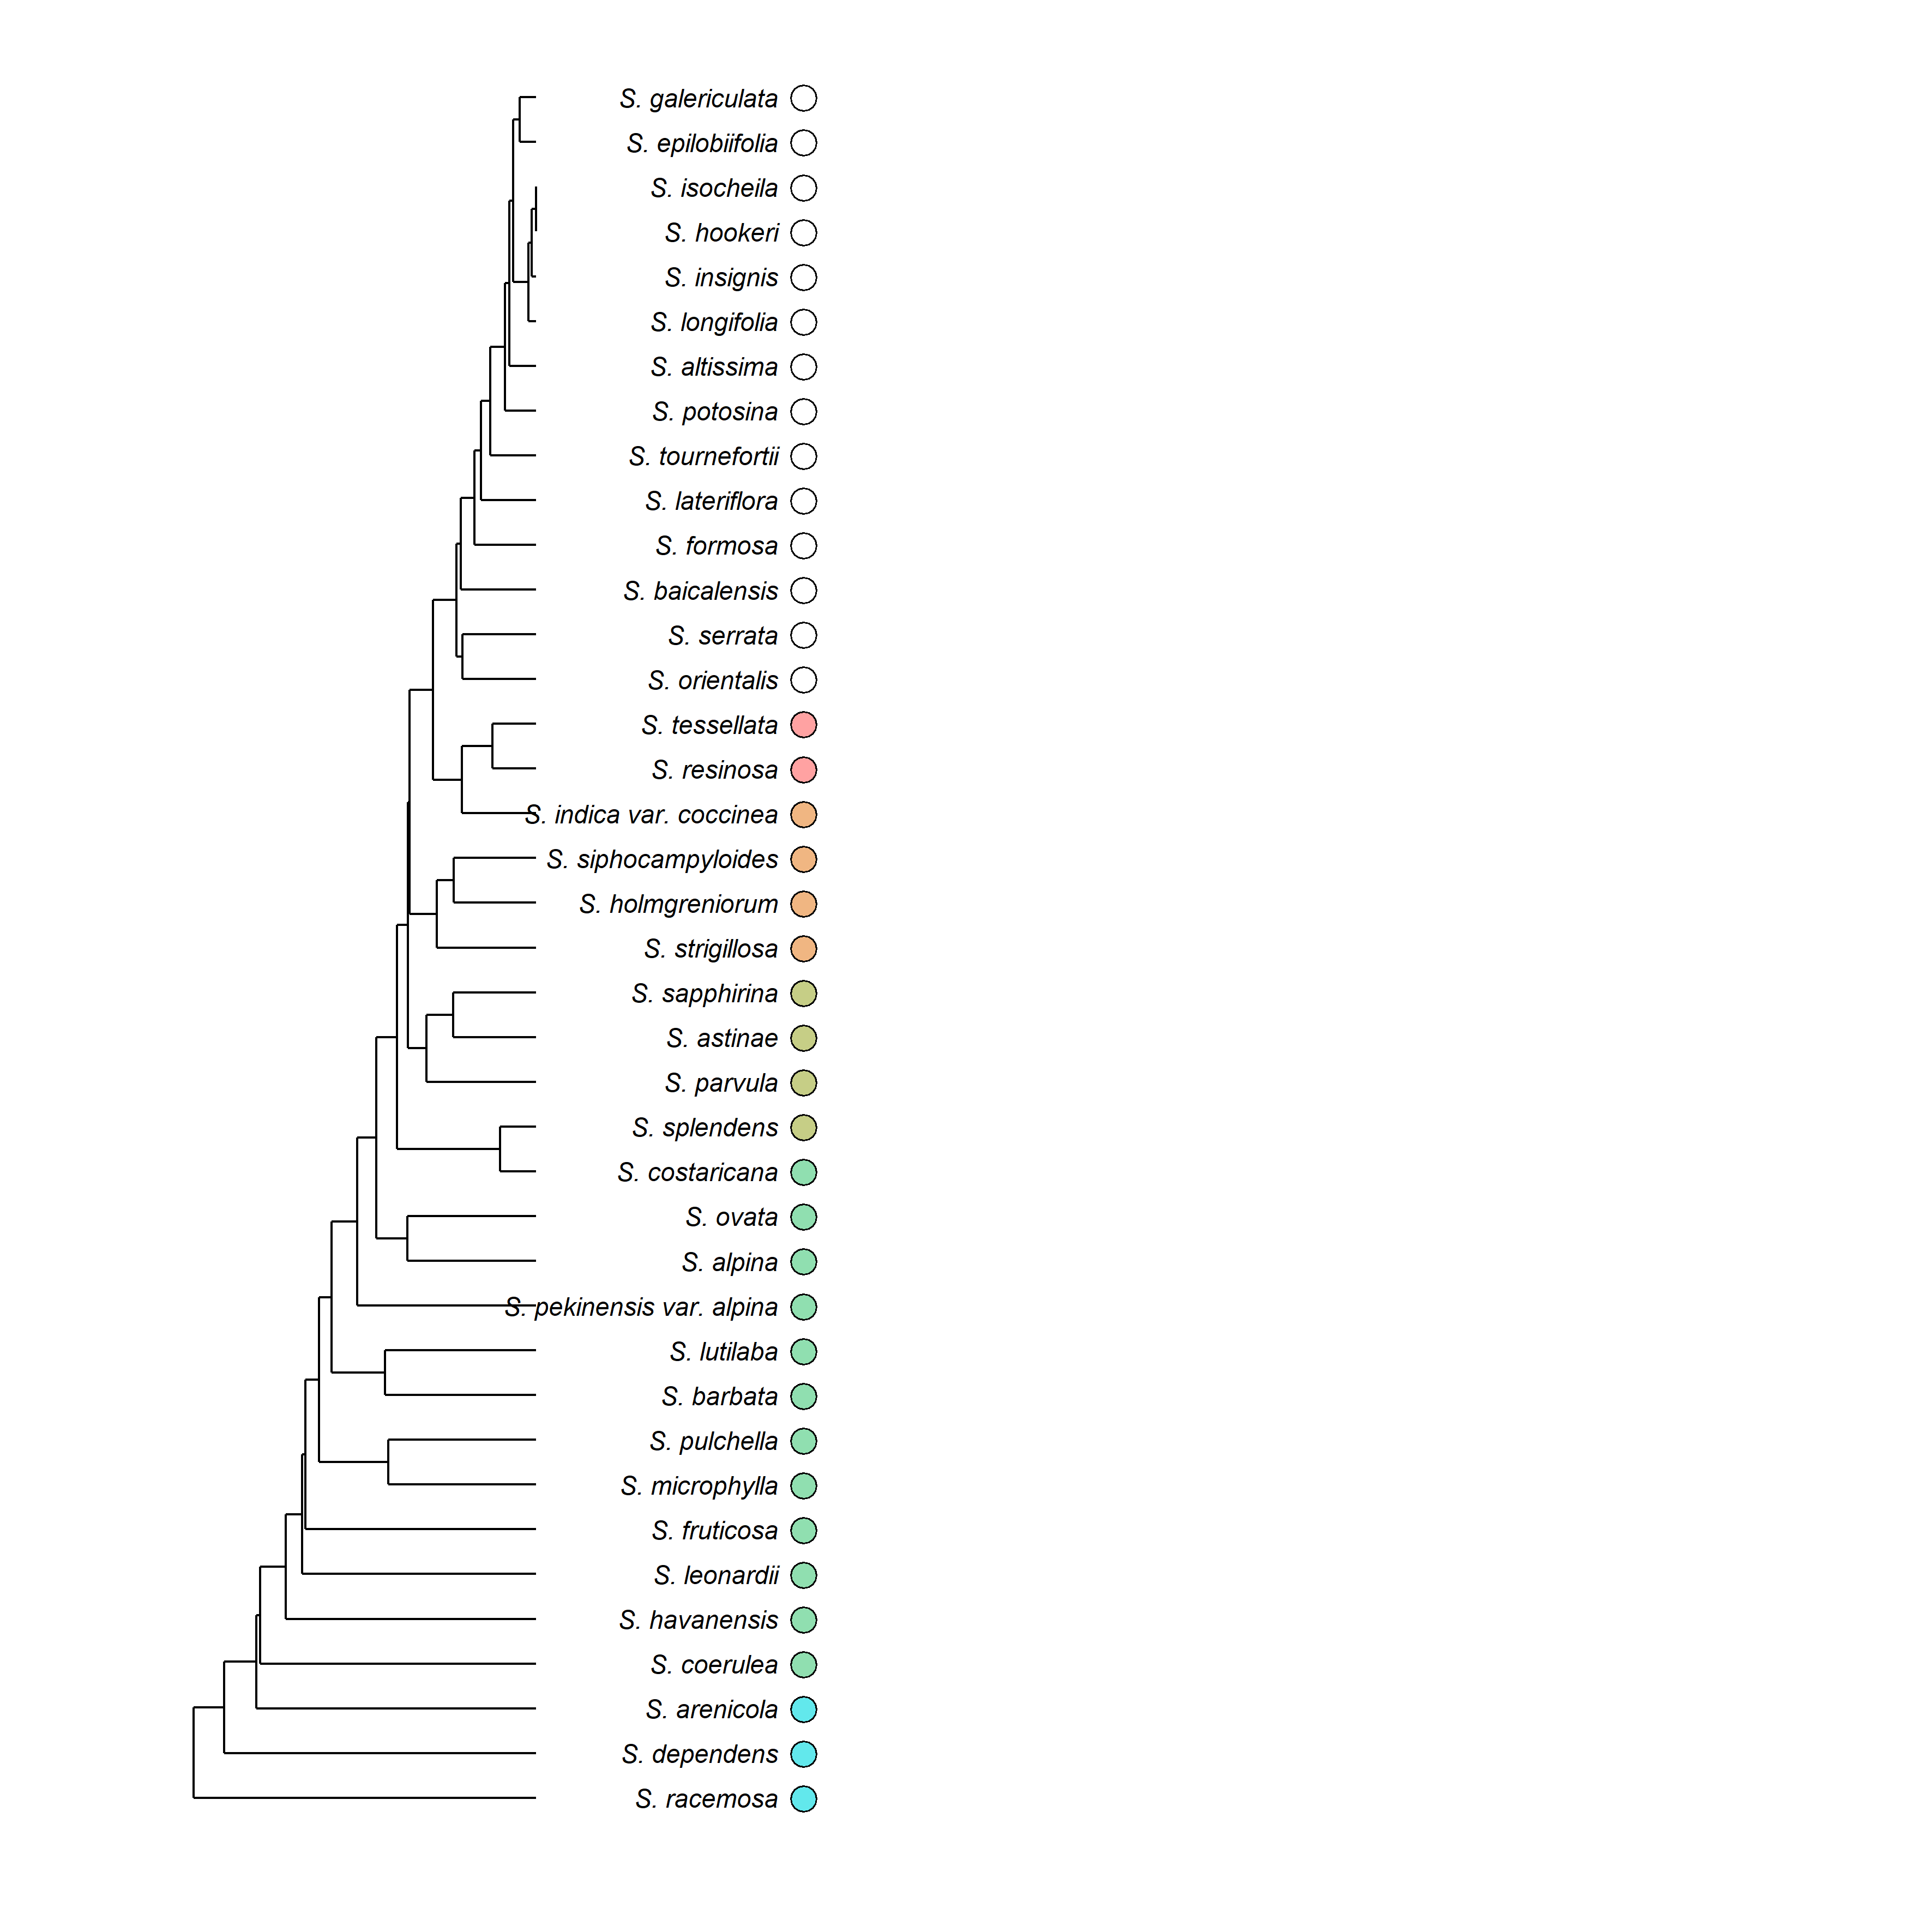 S. galericulata
S. epilobiifolia
S. isocheila
S. hookeri
S. insignis
S. longifolia
S. altissima
S. potosina
S. tournefortii
S. lateriflora
S. formosa
S. baicalensis
S. serrata
S. orientalis
S. tessellata
S. resinosa
S. indica var. coccinea
S. siphocampyloides
S. holmgreniorum
S. strigillosa
S. sapphirina
S. astinae
S. parvula
S. splendens
S. costaricana
S. ovata
S. alpina
S. pekinensis var. alpina
S. lutilaba
S. barbata
S. pulchella
S. microphylla
S. fruticosa
S. leonardii
S. havanensis
S. coerulea
S. arenicola
S. dependens
S. racemosa